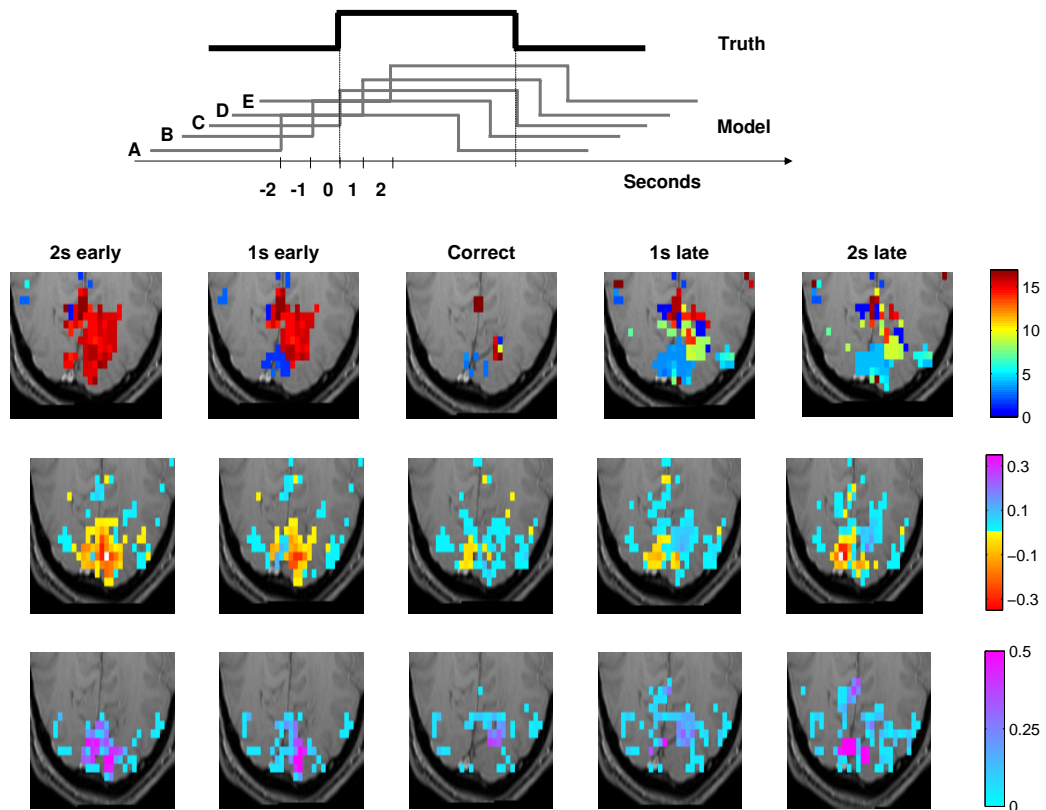 Truth
E
D
C
B
A
Model
Seconds
-2 -1 0 1 2
2s early 1s early Correct 1s late 2s late
15
10
5
0
0.3
0.1
−0.1
−0.3
0.5
0.25
0